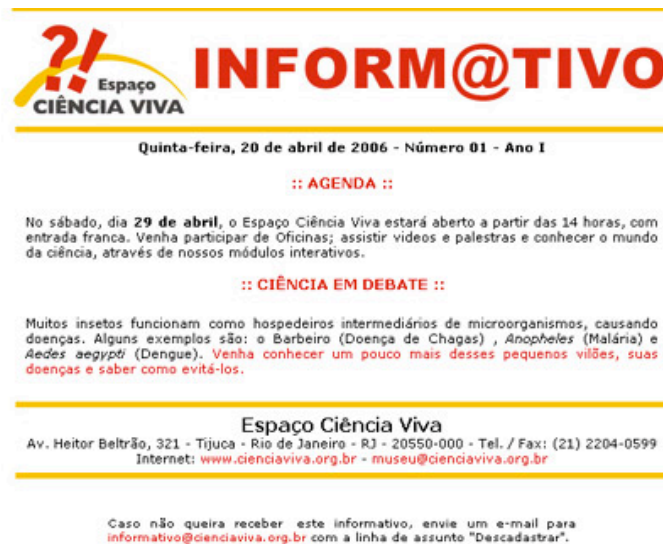 ?!
Espaço
CIÊNCIA VIVA
INFORM@TIVO
Quinta-feira, 20 de abril de 2006 - Número 01 - Ano I
:: AGENDA ::
No sábado, dia 29 de abril, o Espaço Ciência Viva estará aberto a partir das 14 horas, com
entrada franca. Venha participar de Oficinas; assistir videos e palestras e conhecer o mundo
da ciência, através de nossos módulos interativos.
:: CIÊNCIA EM DEBATE ::
Muitos insetos funcionam como hospedeiros intermediários de microorganismos, causando
doenças. Alguns exemplos são: o Barbeiro (Doença de Chagas) , Anopheles (Malária) e
Aedes aegypti (Dengue). Venha conhecer um pouco mais desses pequenos vilões, suas
doenças e saber como evitá-los.
Espaço Ciência Viva
Av. Heitor Beltrão, 321 - Tijuca - Rio de Janeiro - RJ - 20550-000 - Tel. / Fax: (21) 2204-0599
Internet: www.cienciaviva.org.br - museu@cienciaviva.org.br
Caso não queira receber este informativo, envie um e-mail para
informativo@cienciaviva.org.br com a linha de assunto "Descadastrar".